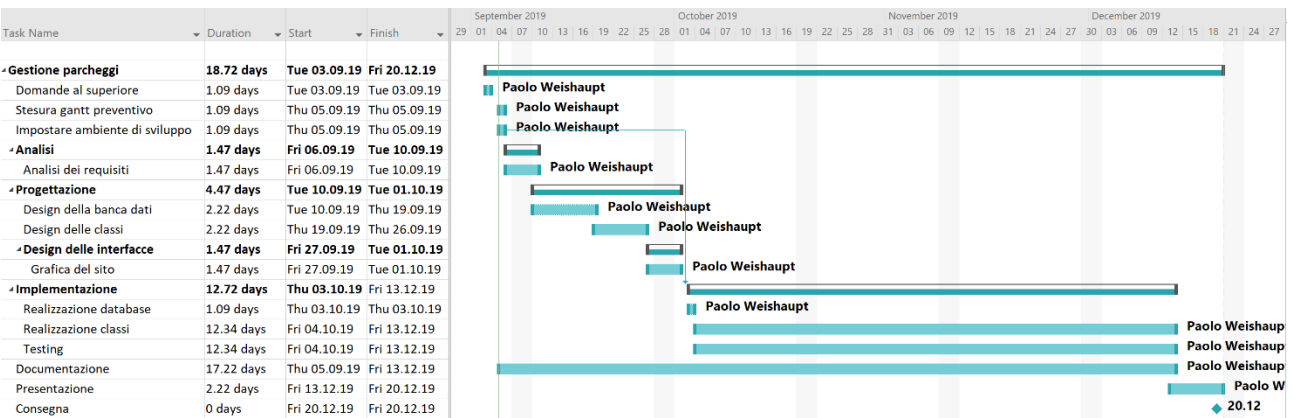 September 2019 October 2019 November 2019 December 2019
Task Name Duration Start Finish 29 01 04 07 10 13 16 19 22 25 28 01 04 07 10 13 16 19 22 25 28 31 03 06 09 12 15 18 21 24 27 30 03 06 09 12 15 18 21 24 27
Gestione parcheggi 18.72 days Tue 03.09.19 Fri 20.12.19
Domande al superiore 1.09 days Tue 03.09.19 Tue 03.09.19 Paolo Weishaupt
Stesura gantt preventivo 1.09 days Thu 05.09.19 Thu 05.09.19 Paolo Weishaupt
Impostare ambiente di sviluppo 1.09 days Thu 05.09.19 Thu 05.09.19 Paolo Weishaupt
Analisi 1.47 days Fri 06.09.19 Tue 10.09.19
Analisi dei requisiti 1.47 days Fri 06.09.19 Tue 10.09.19 Paolo Weishaupt
Progettazione 4.47 days Tue 10.09.19 Tue 01.10.19
Design della banca dati 2.22 days Tue 10.09.19 Thu 19.09.19 Paolo Weishaupt
Design delle classi 2.22 days Thu 19.09.19 Thu 26.09.19 Paolo Weishaupt
Design delle interfacce 1.47 days Fri 27.09.19 Tue 01.10.19
Grafica del sito 1.47 days Fri 27.09.19 Tue 01.10.19 Paolo Weishaupt
Implementazione 12.72 days Thu 03.10.19 Fri 13.12.19
Realizzazione database 1.09 days Thu 03.10.19 Thu 03.10.19 Paolo Weishaupt
Realizzazione classi 12.34 days Fri 04.10.19 Fri 13.12.19 Paolo Weishaup
Testing 12.34 days Fri 04.10.19 Fri 13.12.19 Paolo Weishaup
Documentazione 17.22 days Thu 05.09.19 Fri 13.12.19 Paolo Weishaup
Presentazione 2.22 days Fri 13.12.19 Fri 20.12.19 Paolo W
Consegna 0 days Fri 20.12.19 Fri 20.12.19 20.12